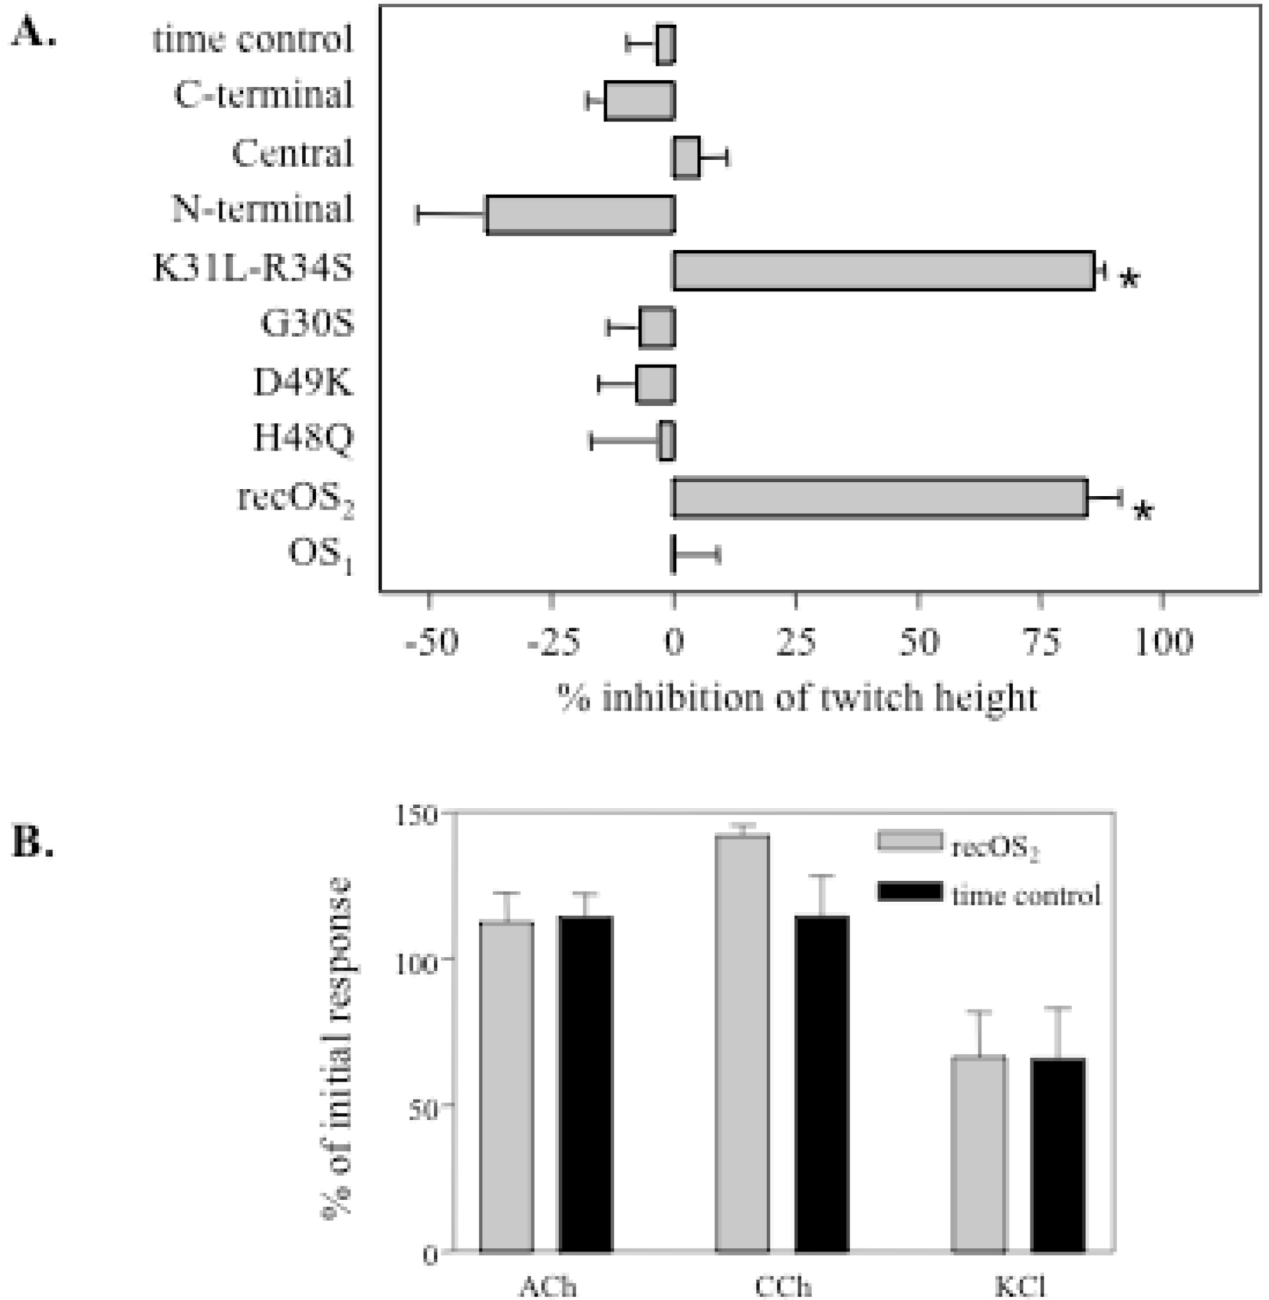 A.
time control
C-terminal
Central
N-terminal
K31L-R34S
*
G30S
D49K
H48Q
recOS₂
*
OS₁
-50 -25 0 25 50 75 100
% inhibition of twitch height
B.
% of initial response
150
100
50
0
recOS₂
time control
ACh CCh KCl